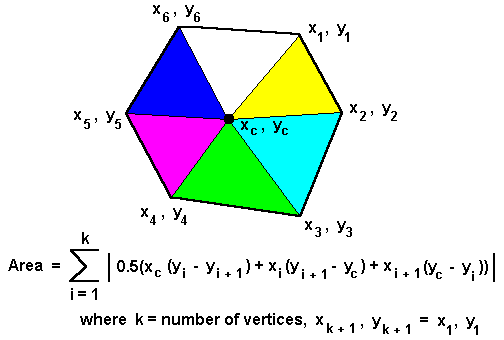 x6 , y6
x1 , y1
x5 , y5
xc , yc
x2 , y2
x4 , y4
x3 , y3
k
Area = ∑ | 0.5(xc (yi - yi + 1) + xi (yi + 1 - yc) + xi + 1 (yc - yi)) |
i = 1
where k = number of vertices, xk + 1 , yk + 1 = x1, y1